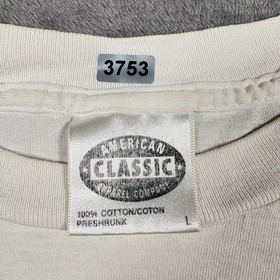 3753
AMERICAN
CLASSIC
APPAREL COMPANY
100% COTTON/COTON
PRESHRUNK
L